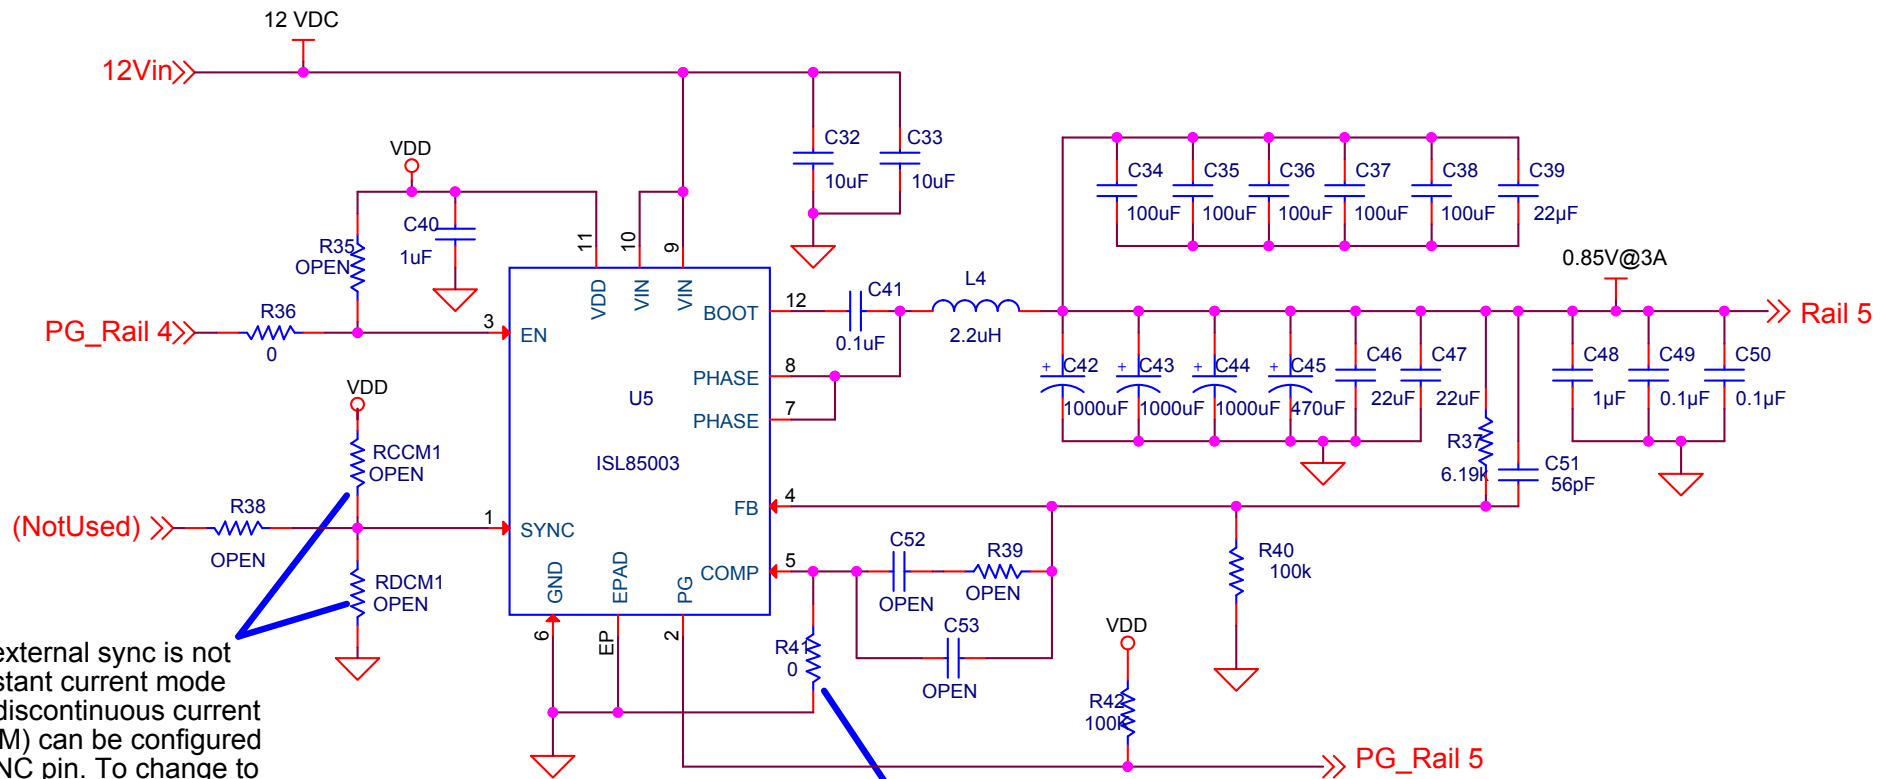 12 VDC
12Vin
VDD
C32
10uF
C33
10uF
C34
100uF
C35
100uF
C36
100uF
C37
100uF
C38
100uF
C39
22µF
R35
OPEN
C40
1uF
11
10
9
0.85V@3A
PG_Rail 4
R36
0
3
EN
VDD
VIN
VIN
BOOT
12
C41
0.1uF
L4
2.2uH
Rail 5
U5
ISL85003
PHASE
8
PHASE
7
+
C42
1000uF
+
C43
1000uF
+
C44
1000uF
+
C45
470uF
C46
22uF
C47
22uF
C48
1µF
C49
0.1µF
C50
0.1µF
R37
6.19k
C51
56pF
VDD
RCCM1
OPEN
(NotUsed)
R38
OPEN
1
SYNC
RDCM1
OPEN
FB
4
COMP
5
GND
EPAD
PG
6
EP
2
C52
OPEN
R39
OPEN
C53
OPEN
R40
100k
R41
0
VDD
R42
100k
PG_Rail 5
external sync is not
stant current mode
discontinuous current
M) can be configured
NC pin. To change to